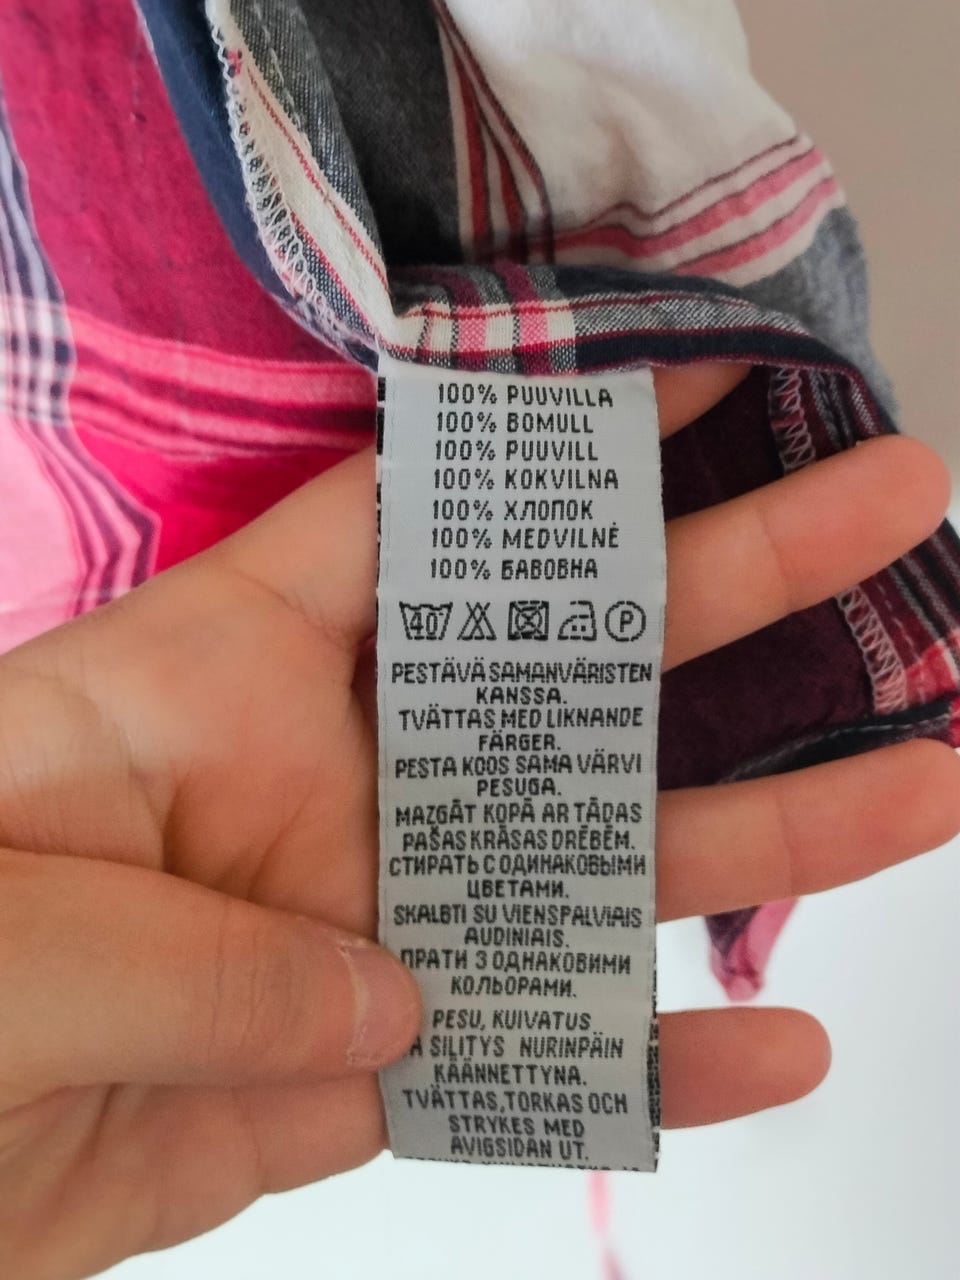 100% PUUVILLA
100% BOMULL
100% PUUVILL
100% KOKVILNA
100% ХЛОПОК
100% MEDVILNĖ
100% БАВОВНА
40 P
PESTÄVÄ SAMANVÄRISTEN
KANSSA.
TVÄTTAS MED LIKNANDE
FÄRGER.
PESTA KOOS SAMA VÄRVI
PESUGA.
MAZGĀT KOPĀ AR TĀDAS
PAŠAS KRĀSAS DRĒBĒM.
СТИРАТЬ С ОДИНАКОВЫМИ
ЦВЕТАМИ.
SKALBTI SU VIENSPALVIAIS
AUDINIAIS.
ПРАТИ З ОДНАКОВИМИ
КОЛЬОРАМИ.
PESU, KUIVATUS
SILITYS NURINPÄIN
KÄÄNNETTYNA.
TVÄTTAS, TORKAS OCH
STRYKES MED
AVIGSIDAN UT.